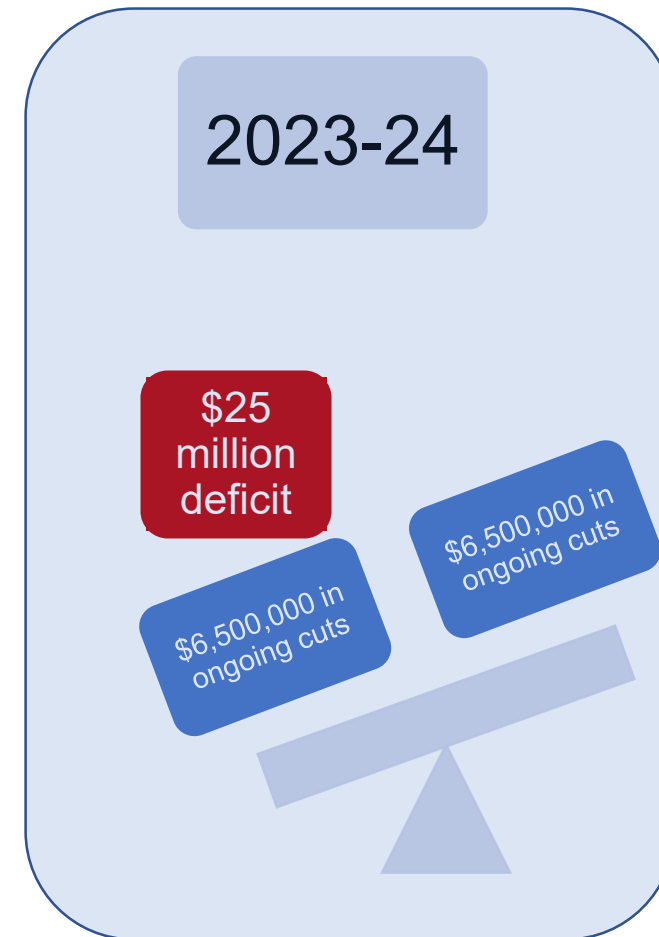 2023-24
$25
million
deficit
$6,500,000 in
ongoing cuts
$6,500,000 in
ongoing cuts